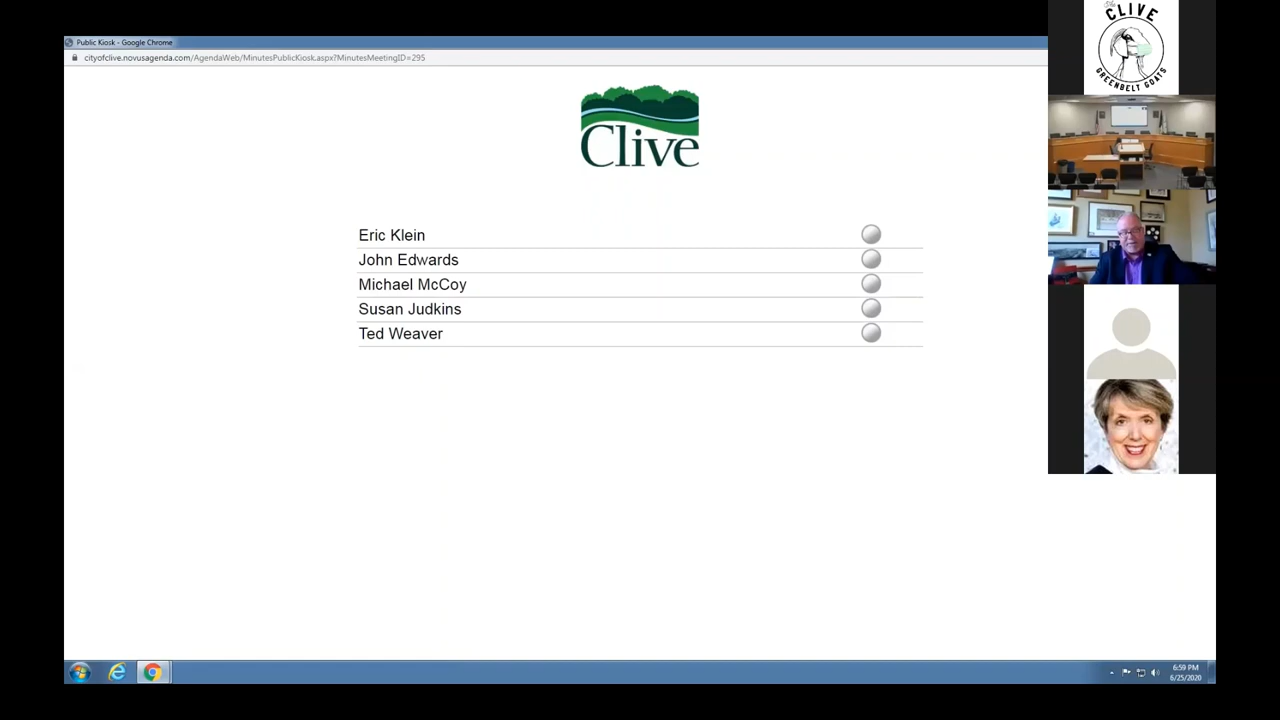 Public Kiosk - Google Chrome
cityofclive.novusagenda.com/AgendaWeb/MinutesPublicKiosk.aspx?MinutesMeetingID=295
The
CLIVE
GREENBELT GOATS
Clive
Eric Klein
John Edwards
Michael McCoy
Susan Judkins
Ted Weaver
6:59 PM
6/25/2020